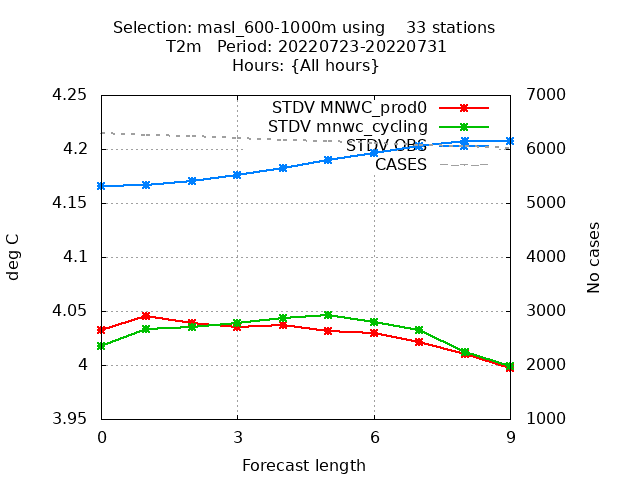 Selection: masl_600-1000m using    33 stations
T2m   Period: 20220723-20220731
Hours: {All hours}
4.25
4.2
4.15
4.1
4.05
4
3.95
deg C
7000
6000
5000
4000
3000
2000
1000
No cases
STDV MNWC_prod0
STDV mnwc_cycling
STDV OBS
CASES
0 3 6 9
Forecast length